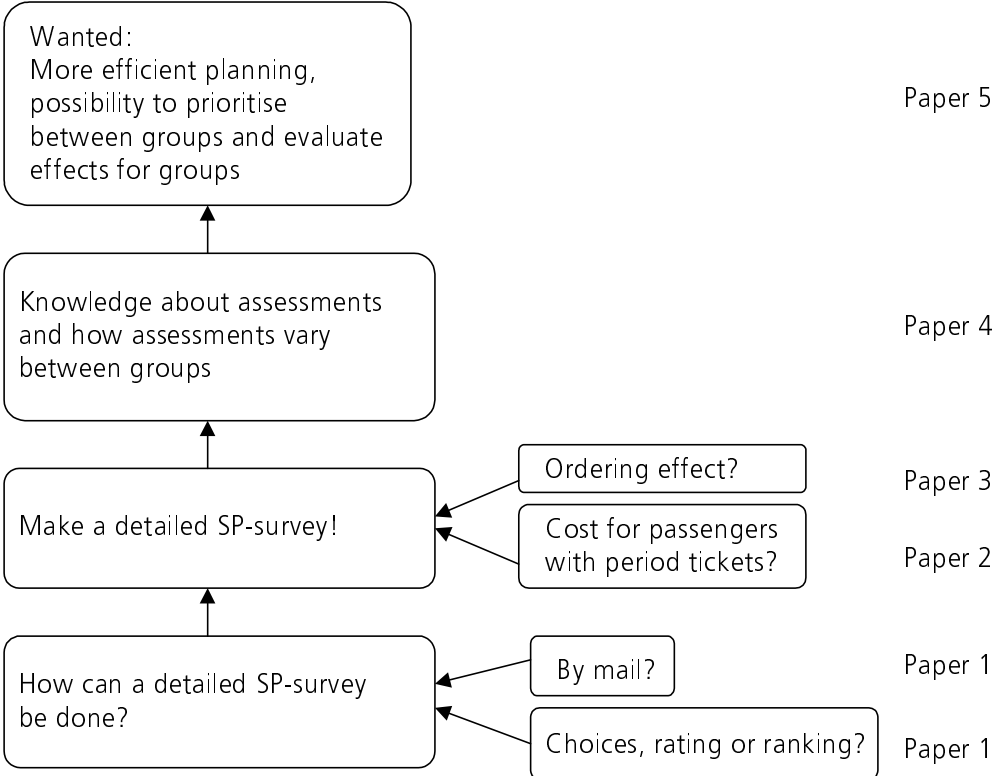 Wanted:
More efficient planning,
possibility to prioritise
between groups and evaluate
effects for groups
Paper 5
Knowledge about assessments
and how assessments vary
between groups
Paper 4
Make a detailed SP-survey!
Ordering effect?
Paper 3
Cost for passengers
with period tickets?
Paper 2
How can a detailed SP-survey
be done?
By mail?
Paper 1
Choices, rating or ranking?
Paper 1